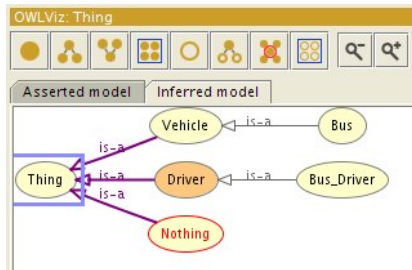 OWLViz: Thing
Asserted model
Inferred model
Vehicle
is-a
Bus
is-a
Thing
is-a
Driver
is-a
Bus_Driver
is-a
Nothing